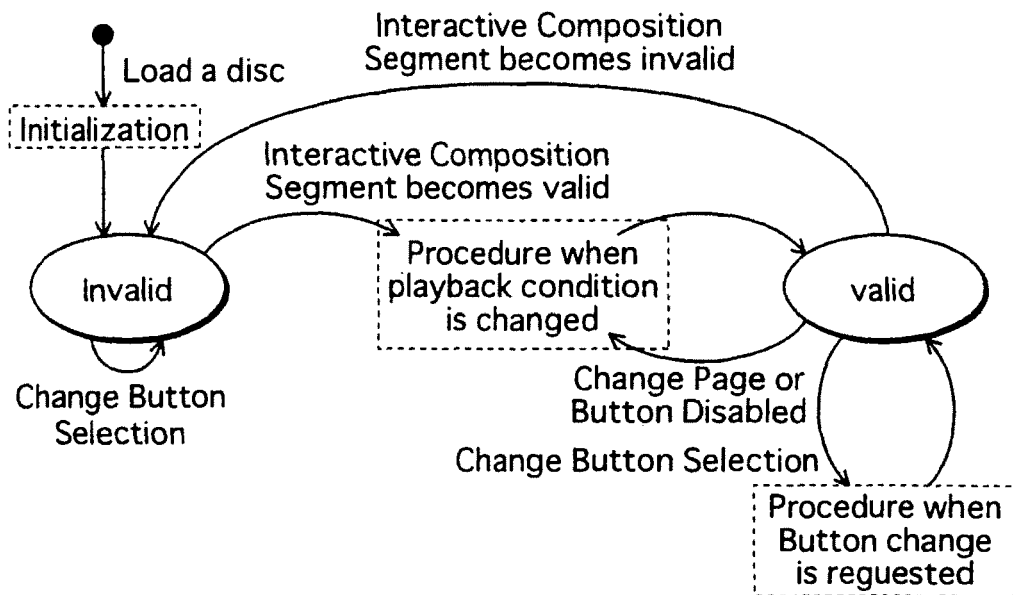 Interactive Composition
Segment becomes invalid
Load a disc
Initialization
Interactive Composition
Segment becomes valid
Invalid
Procedure when
playback condition
is changed
valid
Change Button
Selection
Change Page or
Button Disabled
Change Button Selection
Procedure when
Button change
is reguested